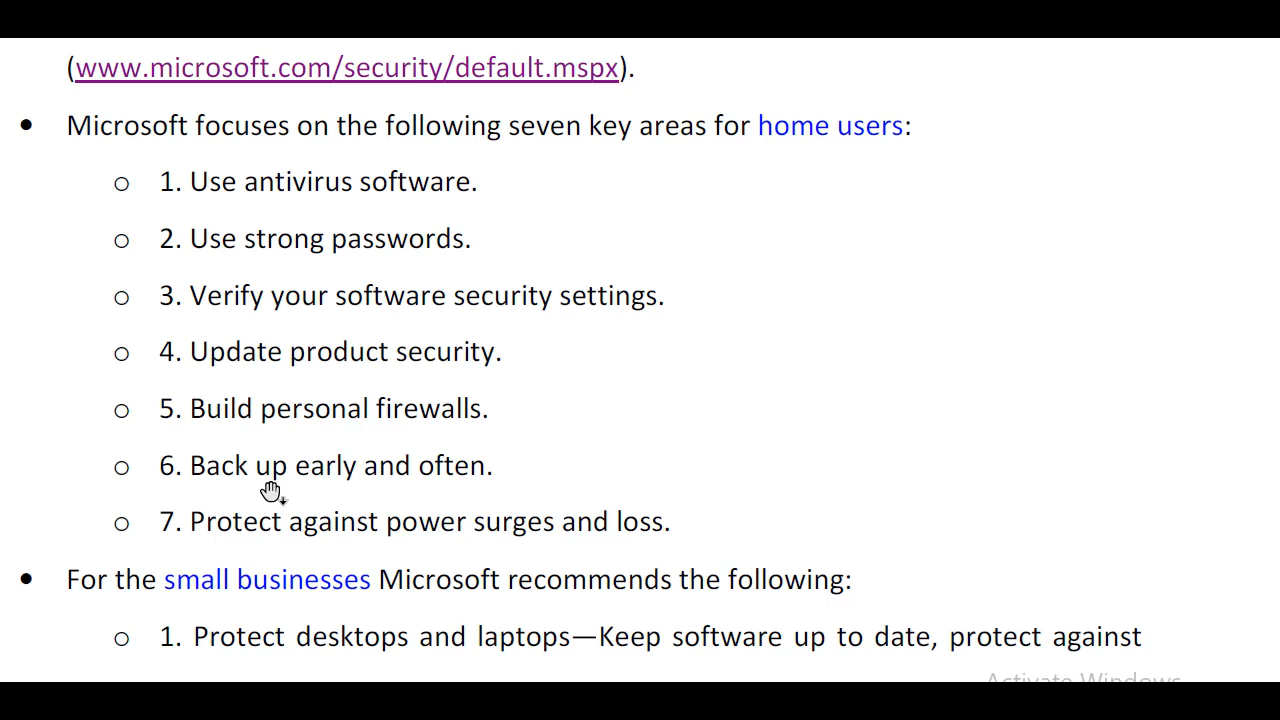 (www.microsoft.com/security/default.mspx).
• Microsoft focuses on the following seven key areas for home users:
o 1. Use antivirus software.
o 2. Use strong passwords.
o 3. Verify your software security settings.
o 4. Update product security.
o 5. Build personal firewalls.
o 6. Back up early and often.
o 7. Protect against power surges and loss.
• For the small businesses Microsoft recommends the following:
o 1. Protect desktops and laptops—Keep software up to date, protect against
Activate Windows